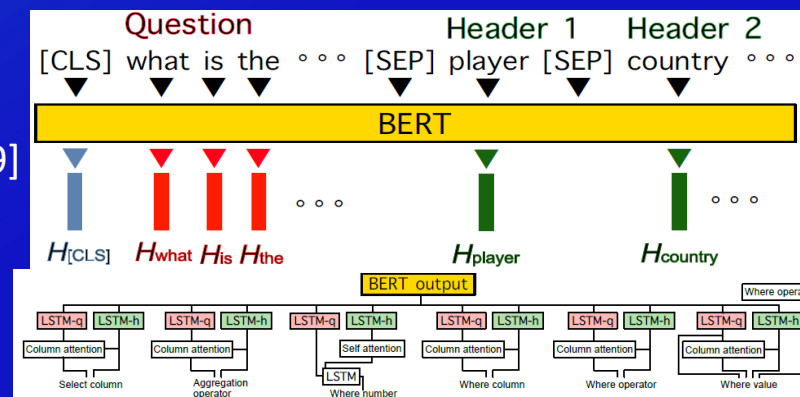 Question Header 1 Header 2
[CLS] what is the ° ° ° [SEP] player [SEP] country ° ° °
BERT
9]
° ° ° ° ° °
H[CLS] Hwhat His Hthe Hplayer Hcountry
BERT output
Where opera
LSTM-q LSTM-h LSTM-q LSTM-h LSTM-q LSTM-h LSTM-q LSTM-h LSTM-q LSTM-h LSTM-q LSTM-h
Column attention Column attention Self attention Column attention Column attention Column attention
LSTM
Select column Aggregation operator Where number Where column Where operator Where value